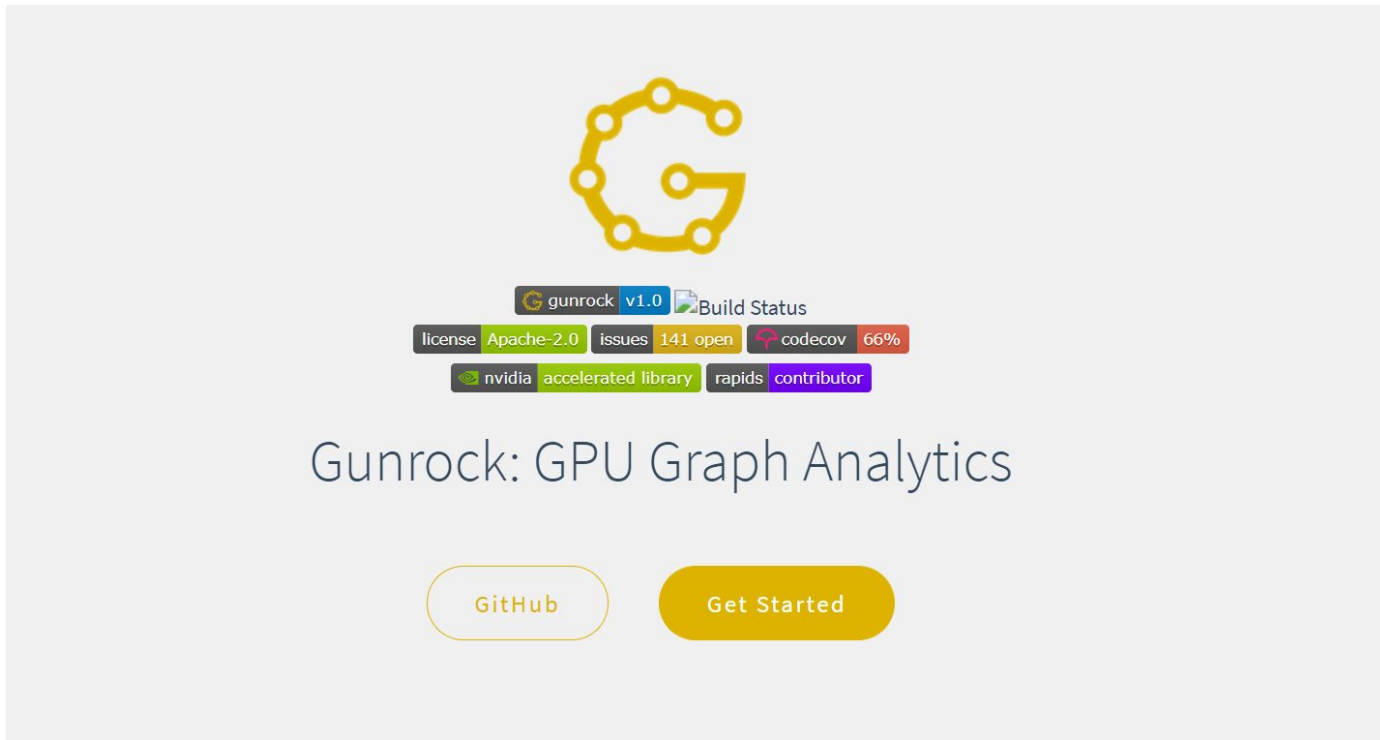 gunrock v1.0 Build Status
license Apache-2.0 issues 141 open codecov 66%
nvidia accelerated library rapids contributor
Gunrock: GPU Graph Analytics
GitHub Get Started